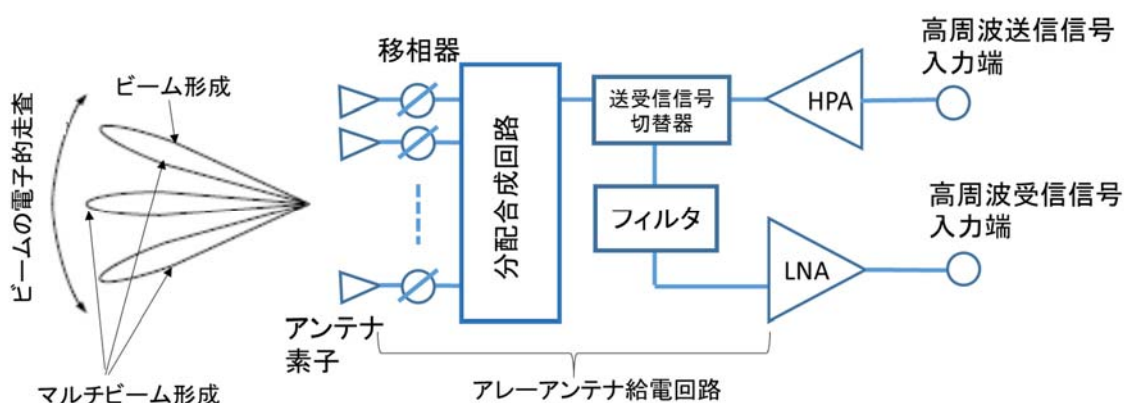 ビームの電子的走査
ビーム形成
マルチビーム形成
移相器
アンテナ
素子
分配合成回路
送受信信号
切替器
フィルタ
HPA
LNA
高周波送信信号
入力端
高周波受信信号
入力端
アレーアンテナ給電回路